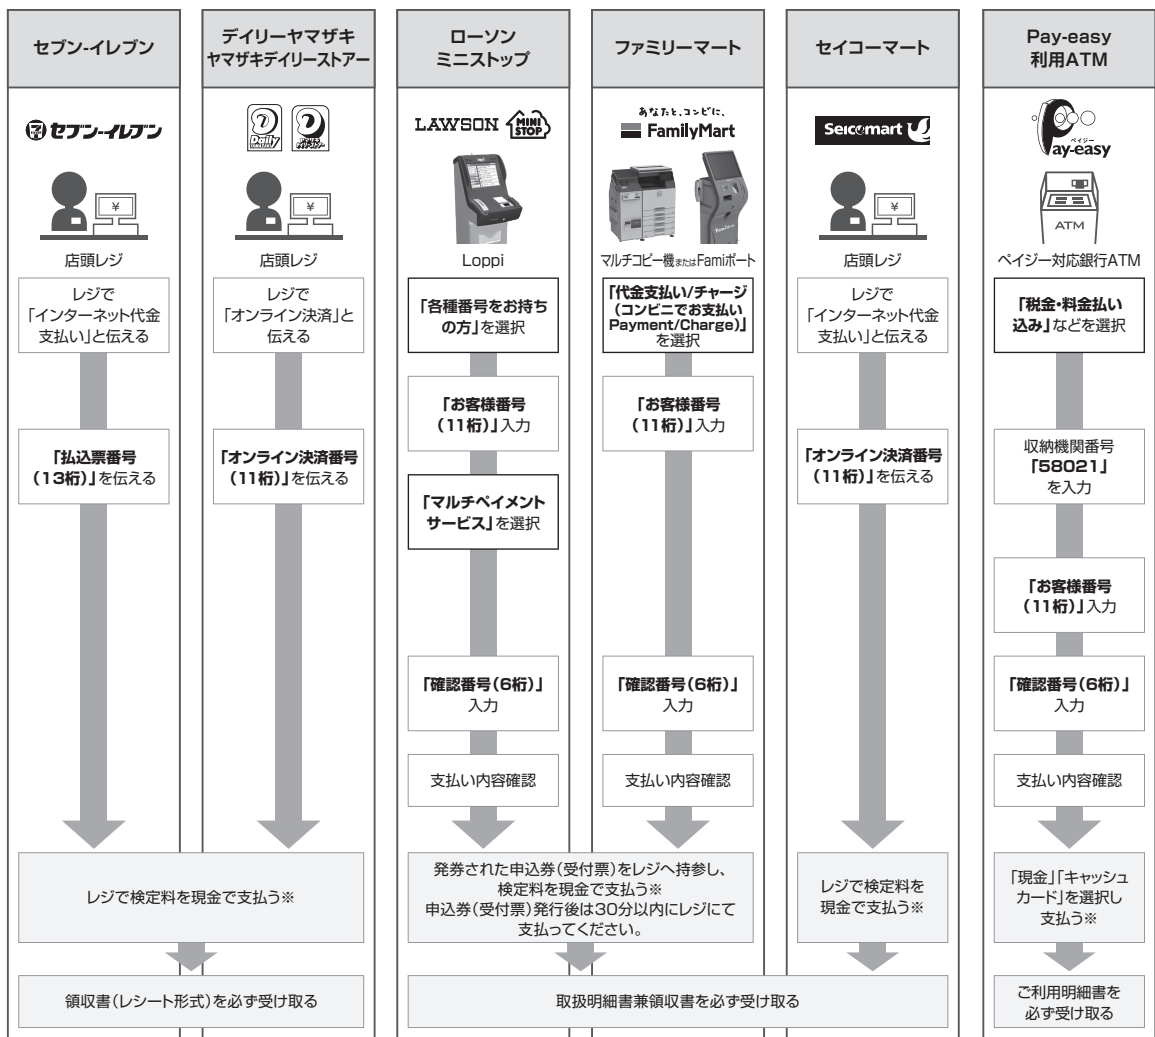 セブン-イレブン
デイリーヤマザキ
ヤマザキデイリーストアー
ローソン
ミニストップ
ファミリーマート
セイコーマート
Pay-easy
利用ATM
セブン-イレブン
Daily
LAWSON
MINI
STOP
あなたと、コンビに、
FamilyMart
Seicomart
ペイジー
Pay-easy
¥
¥
¥
ATM
店頭レジ
店頭レジ
Loppi
マルチコピー機またはFamiポート
店頭レジ
ペイジー対応銀行ATM
レジで
「インターネット代金
支払い」と伝える
レジで
「オンライン決済」と
伝える
「各種番号をお持ち
の方」を選択
「代金支払い/チャージ
(コンビニでお支払い
Payment/Charge)」
を選択
レジで
「インターネット代金
支払い」と伝える
「税金・料金払い
込み」などを選択
「お客様番号
(11桁)」入力
「お客様番号
(11桁)」入力
「払込票番号
(13桁)」を伝える
「オンライン決済番号
(11桁)」を伝える
「マルチペイメント
サービス」を選択
「オンライン決済番号
(11桁)」を伝える
収納機関番号
「58021」
を入力
「お客様番号
(11桁)」入力
「確認番号(6桁)」
入力
「確認番号(6桁)」
入力
「確認番号(6桁)」
入力
支払い内容確認
支払い内容確認
支払い内容確認
レジで検定料を現金で支払う※
発券された申込券(受付票)をレジへ持参し、
検定料を現金で支払う※
申込券(受付票)発行後は30分以内にレジにて
支払ってください。
レジで検定料を
現金で支払う※
「現金」「キャッシュ
カード」を選択し
支払う※
領収書(レシート形式)を必ず受け取る
取扱明細書兼領収書を必ず受け取る
ご利用明細書を
必ず受け取る